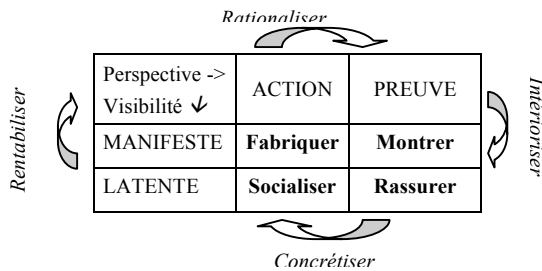 Rationaliser
Perspective ->
Visibilité ↓
ACTION
PREUVE
MANIFESTE
Fabriquer
Montrer
LATENTE
Socialiser
Rassurer
Rentabiliser
Intérioriser
Concrétiser